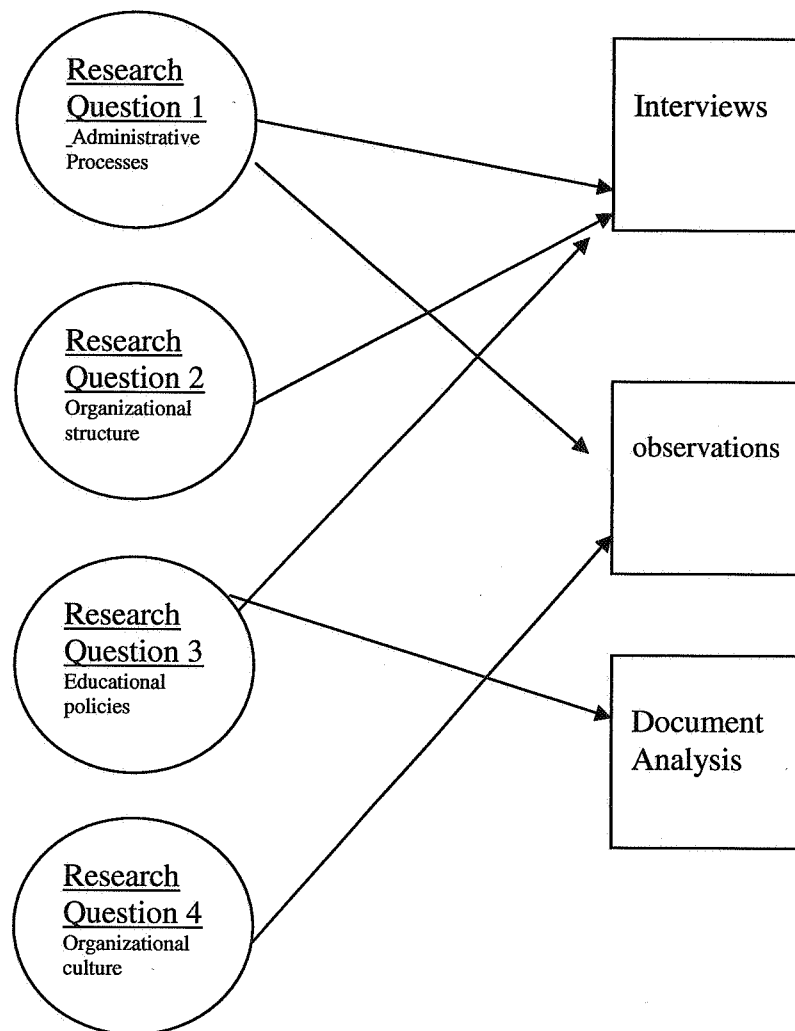 Research
Question 1
_Administrative
Processes
Interviews
Research
Question 2
Organizational
structure
observations
Research
Question 3
Educational
policies
Document
Analysis
Research
Question 4
Organizational
culture